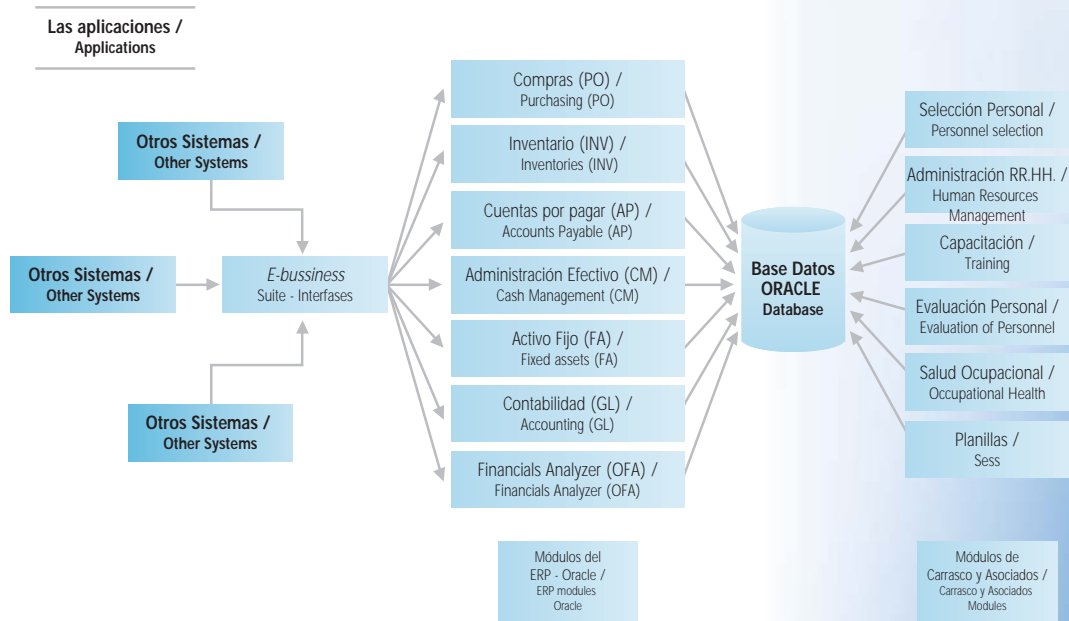 Las aplicaciones /
Applications
Otros Sistemas /
Other Systems
Otros Sistemas /
Other Systems
Otros Sistemas /
Other Systems
E-bussiness
Suite - Interfases
Compras (PO) /
Purchasing (PO)
Inventario (INV) /
Inventories (INV)
Cuentas por pagar (AP) /
Accounts Payable (AP)
Administración Efectivo (CM) /
Cash Management (CM)
Activo Fijo (FA) /
Fixed assets (FA)
Contabilidad (GL) /
Accounting (GL)
Financials Analyzer (OFA) /
Financials Analyzer (OFA)
Módulos del
ERP - Oracle /
ERP modules
Oracle
Base Datos
ORACLE
Database
Selección Personal /
Personnel selection
Administración RR.HH. /
Human Resources
Management
Capacitación /
Training
Evaluación Personal /
Evaluation of Personnel
Salud Ocupacional /
Occupational Health
Planillas /
Sess
Módulos de
Carrasco y Asociados /
Carrasco y Asociados
Modules